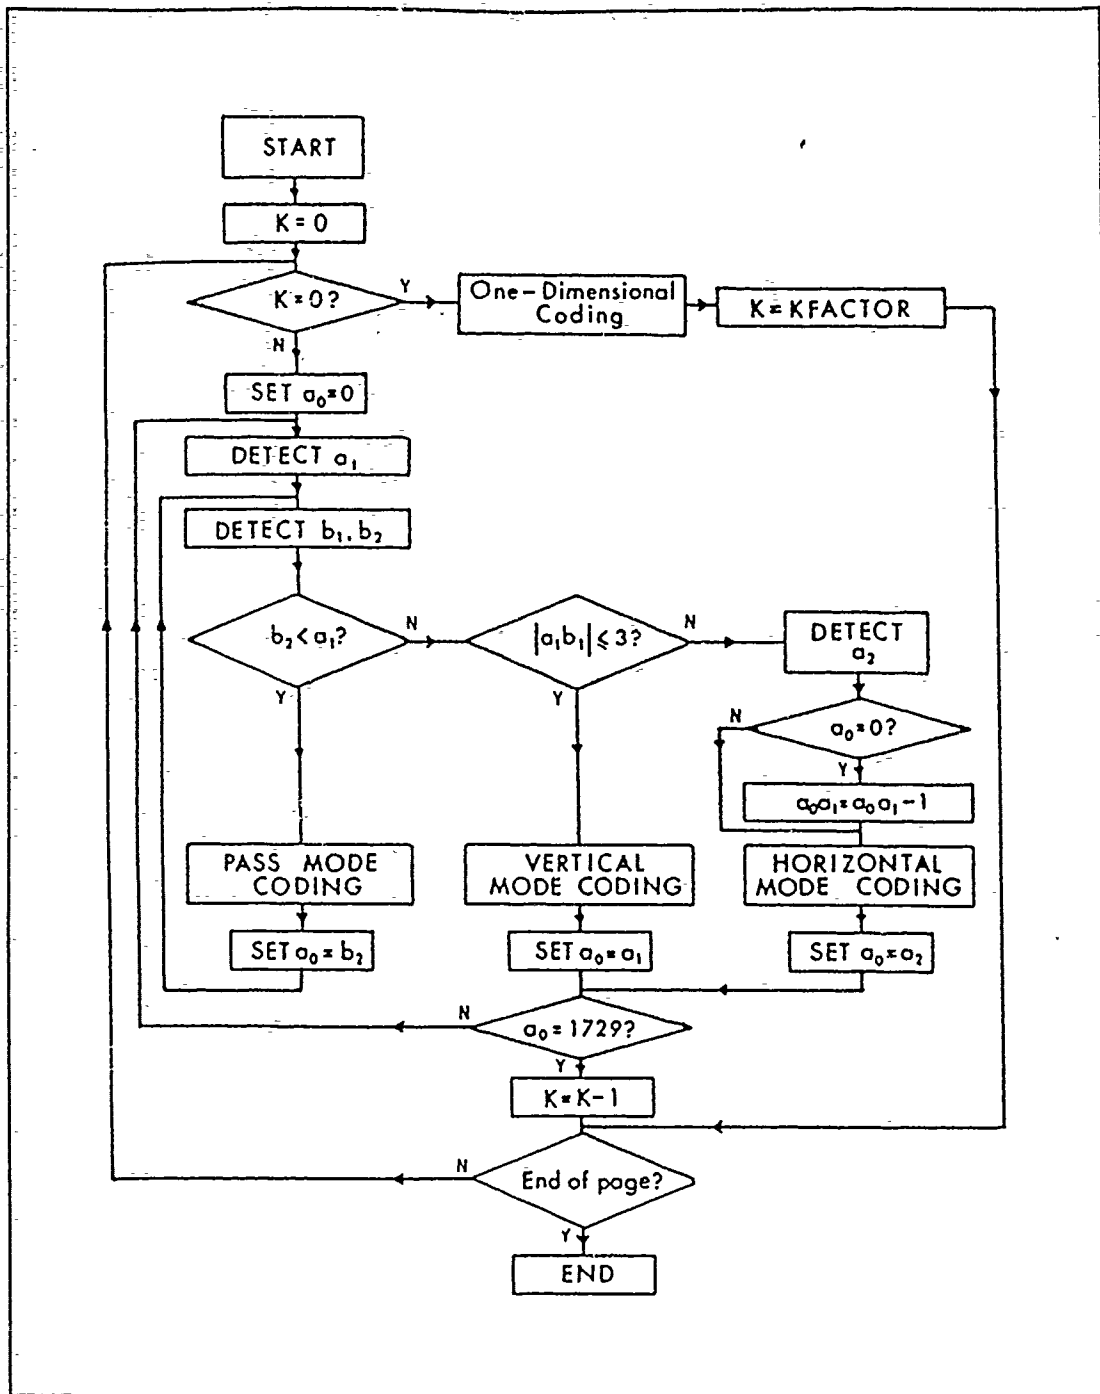 START
K = 0
K = 0?
Y
One-Dimensional
Coding
K = KFACTOR
N
SET a₀ = 0
DETECT a₁
DETECT b₁, b₂
b₂ < a₁?
N
|a₁b₁| ≤ 3?
N
DETECT
a₂
Y
Y
N
a₀ = 0?
Y
a₀a₁ = a₀a₁ - 1
PASS MODE
CODING
VERTICAL
MODE CODING
HORIZONTAL
MODE CODING
SET a₀ = b₂
SET a₀ = a₁
SET a₀ = a₂
N
a₀ = 1729?
Y
K = K-1
N
End of page?
Y
END